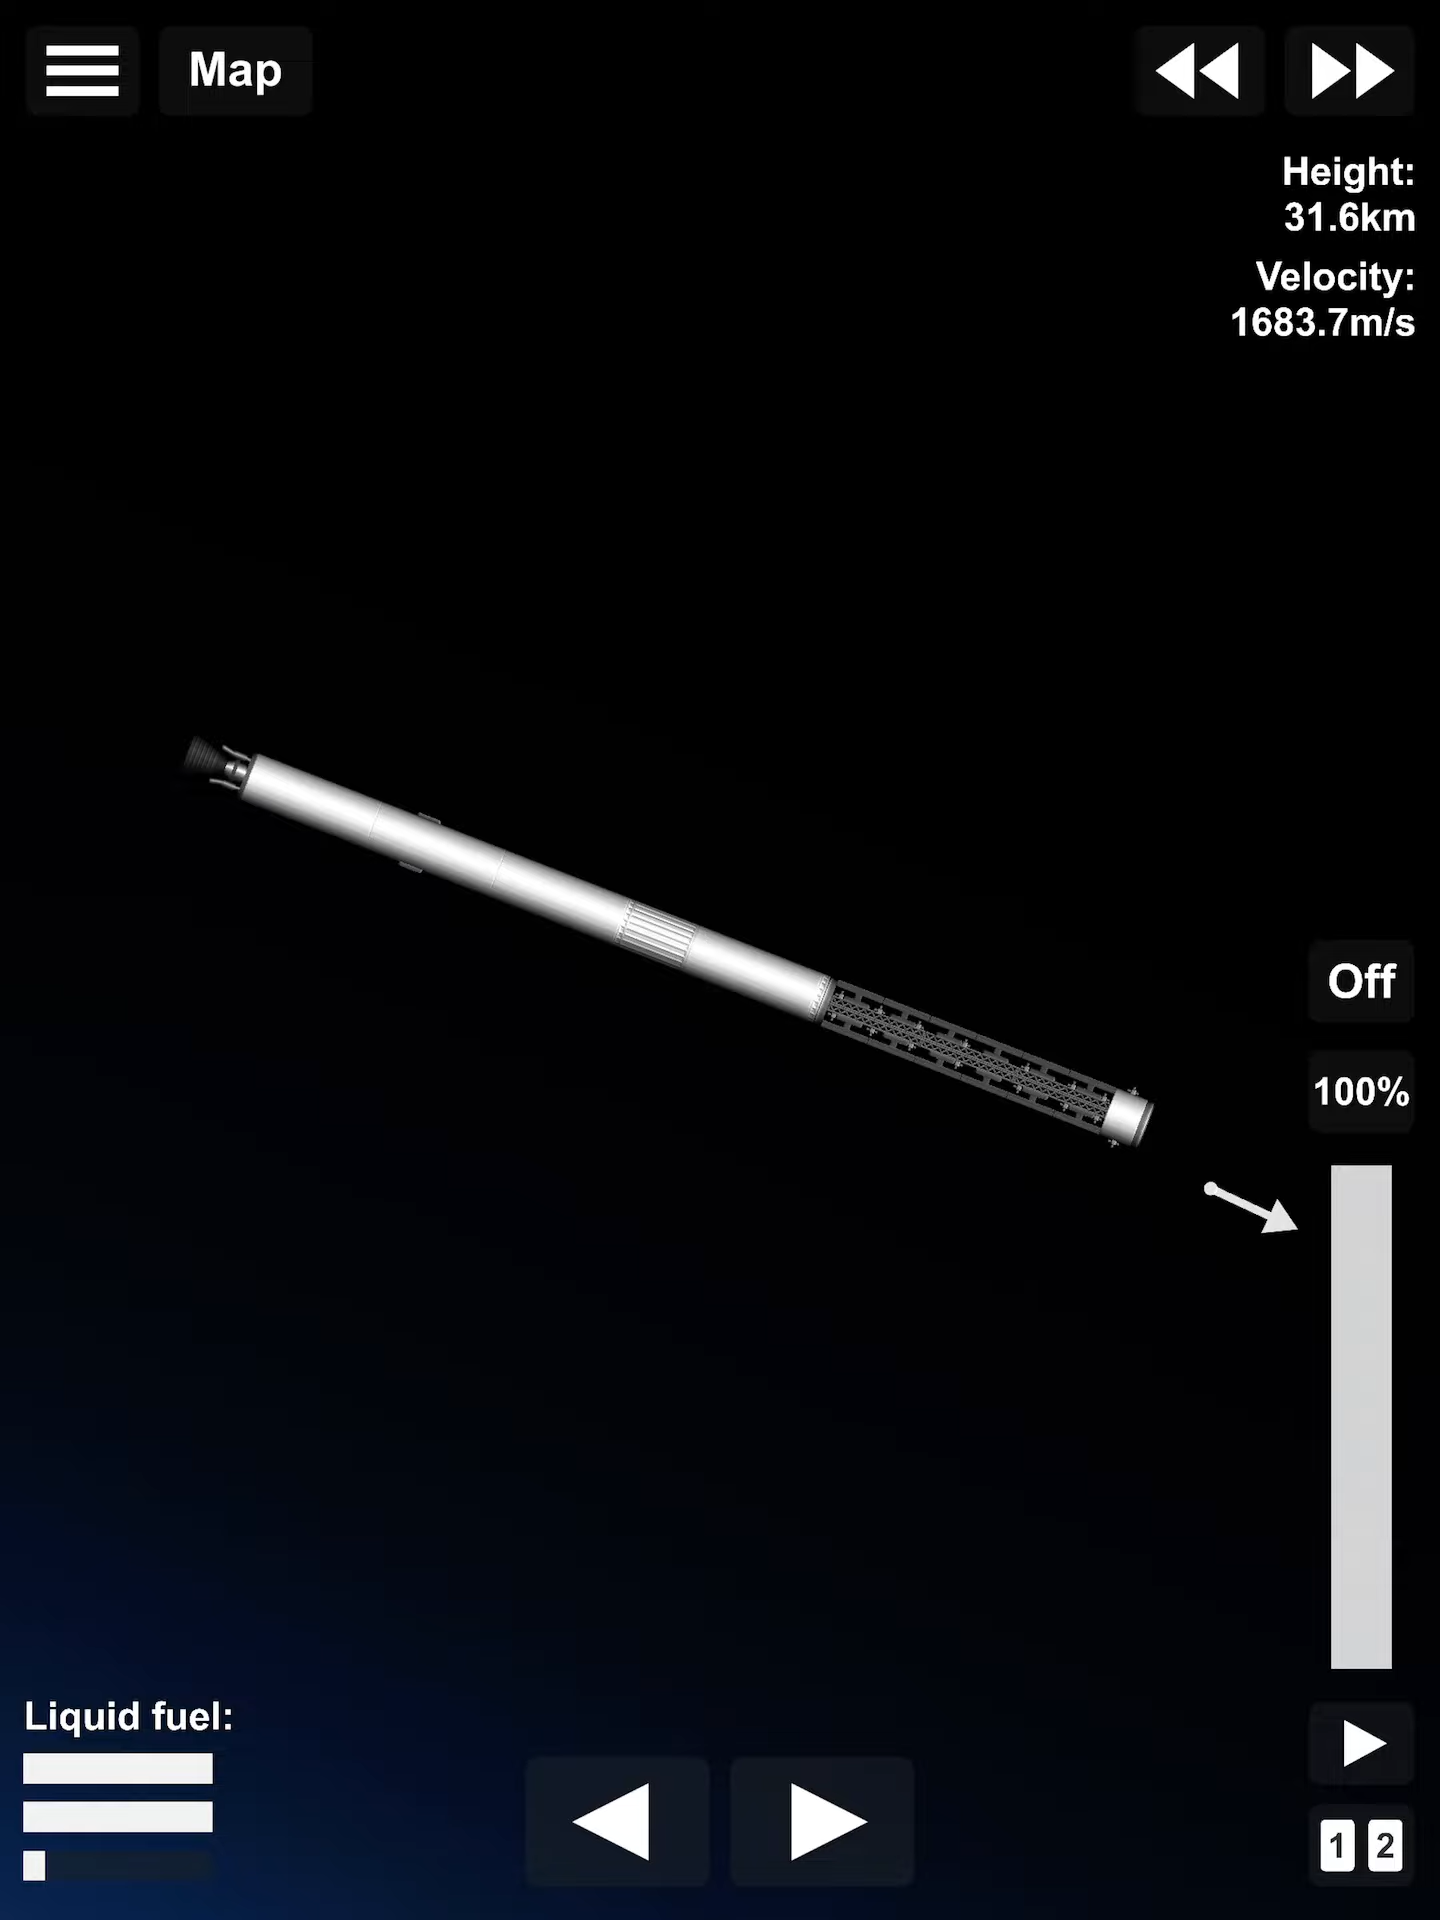 Map
Height:
31.6km
Velocity:
1683.7m/s
Off
100%
Liquid fuel:
1 2